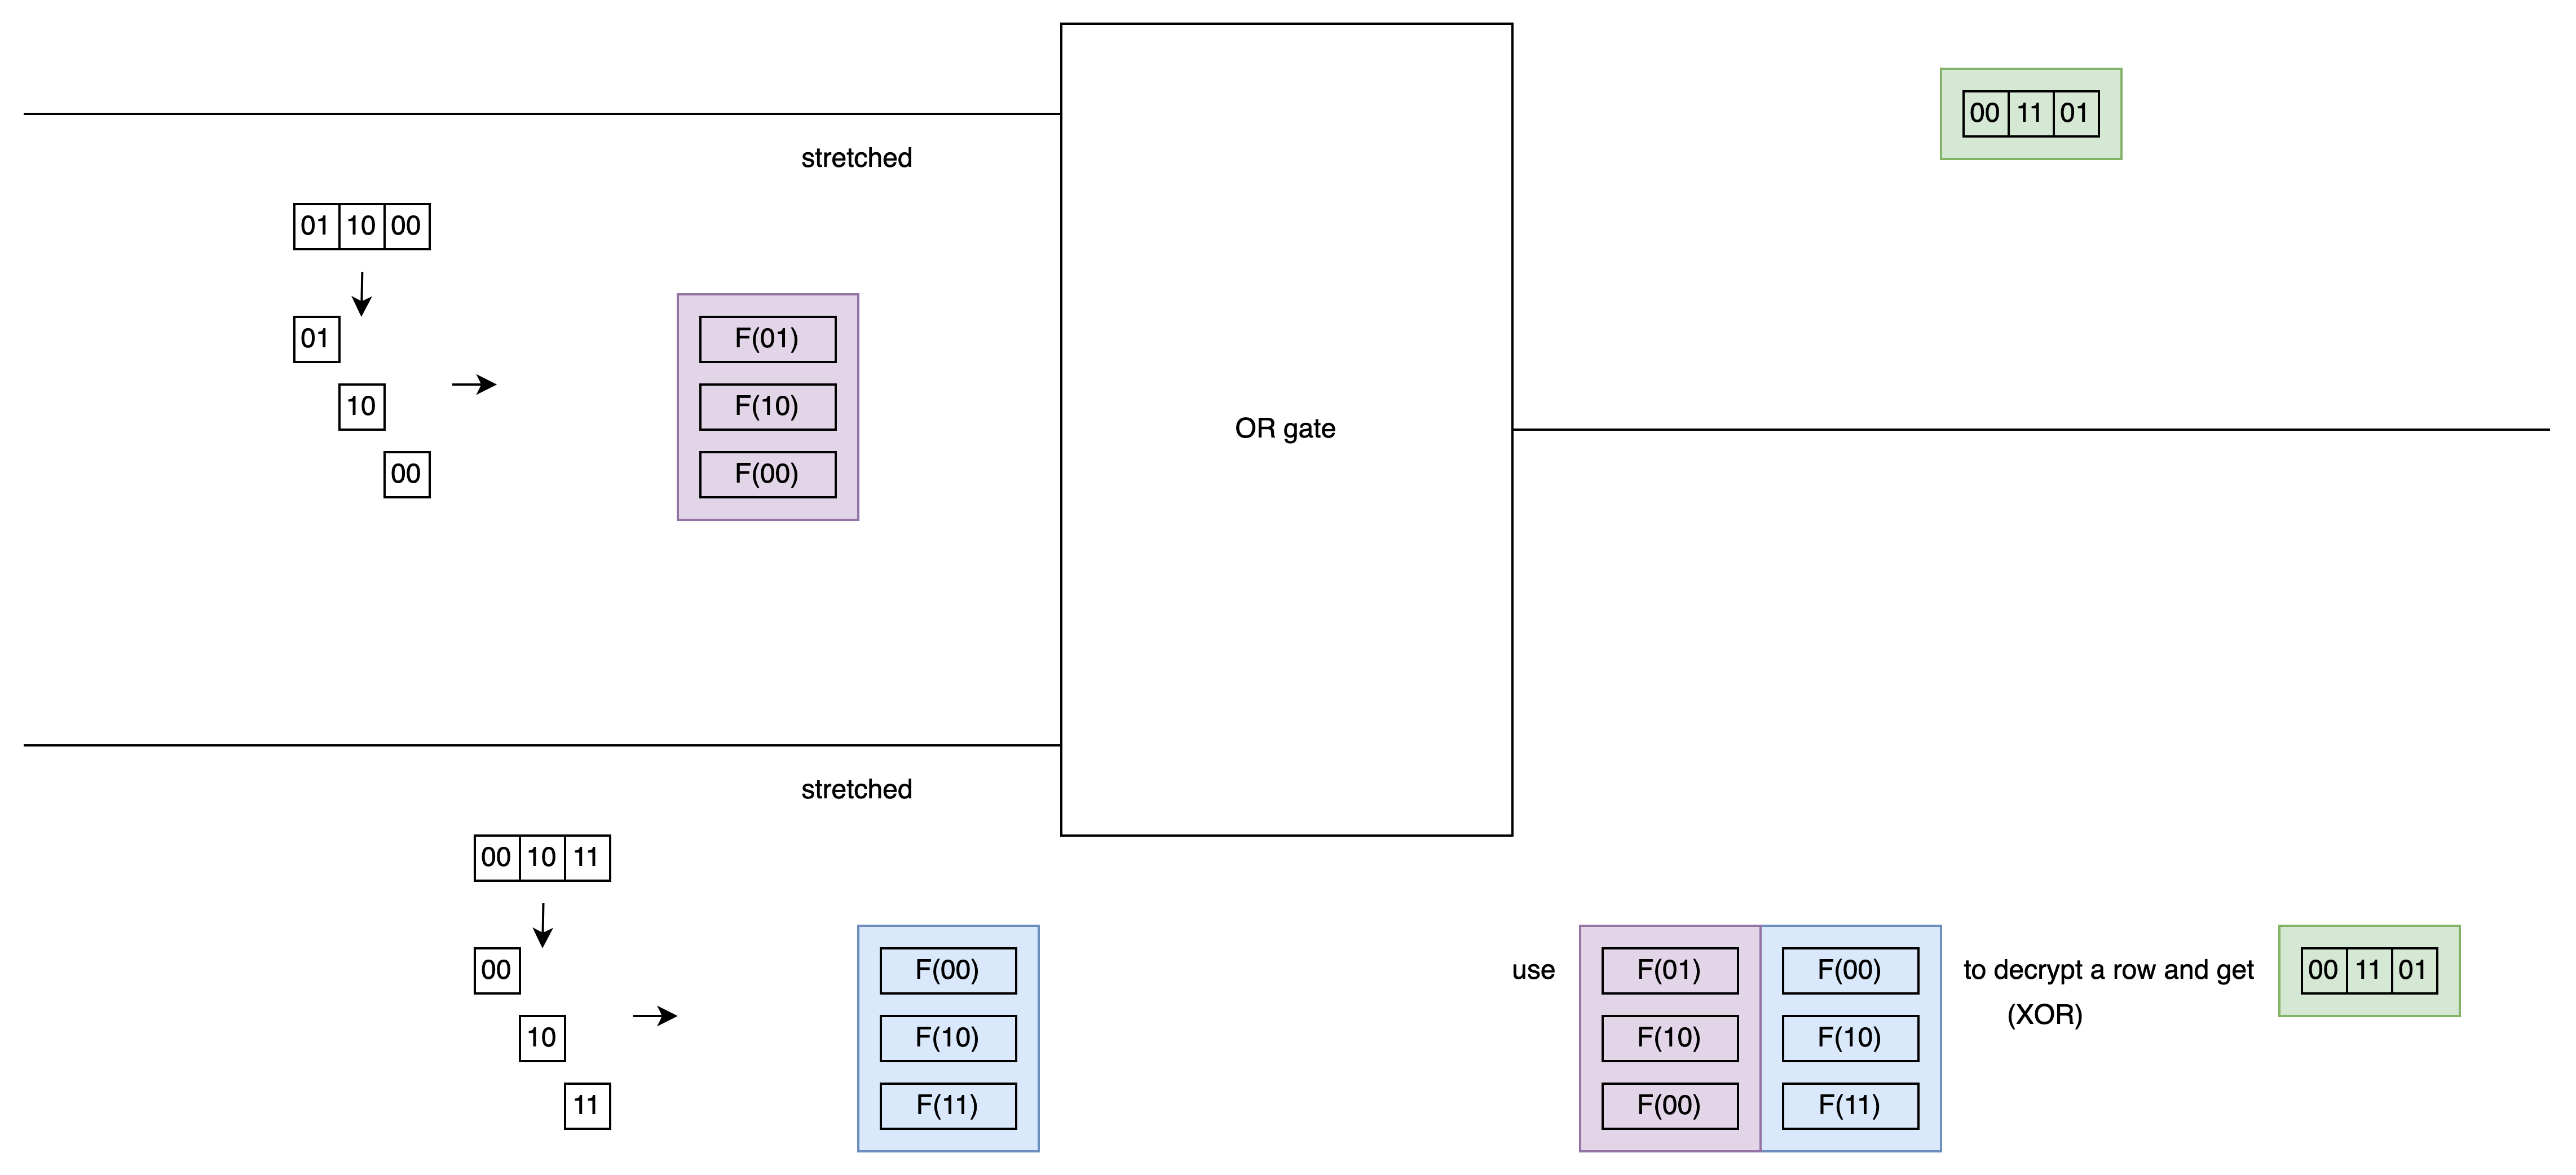 00 11 01
stretched
01 10 00
01
F(01)
10
F(10)
OR gate
00
F(00)
stretched
00 10 11
00
F(00)
use
F(01) F(00)
to decrypt a row and get
00 11 01
(XOR)
10
F(10)
F(10) F(10)
11
F(11)
F(00) F(11)